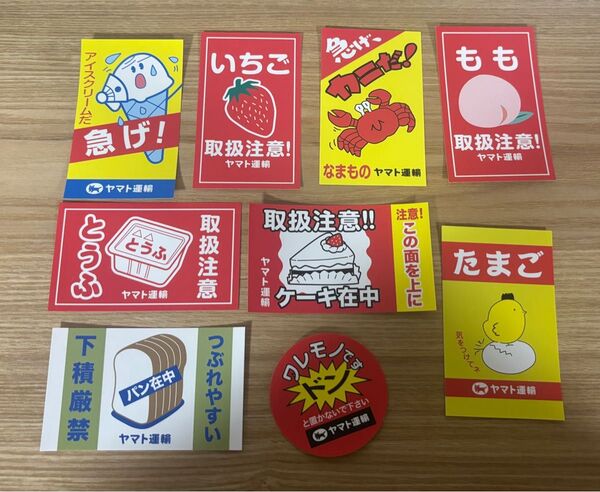 アイスクリームだ
急げ!
ヤマト運輸
いちご
取扱注意!
ヤマト運輸
急げ、
カニだ!
なまもの ヤマト運輸
もも
取扱注意!
ヤマト運輸
とうふ
とうふ
取扱注意
ヤマト運輸
取扱注意!!
ヤマト運輸
ケーキ在中
注意!この面を上に
たまご
気をつけてネ
ヤマト運輸
下積厳禁
パン在中
つぶれやすい
ヤマト運輸
ワレモノです
ドン
と置かないで下さい
ヤマト運輸